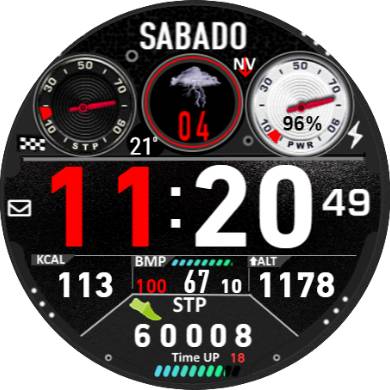 SABADO
NV
10 30 50 70 90
STP
21°
04
10 30 50 70 90
96%
PWR
11:20 49
KCAL BMP ALT
113 100 67 10 1178
STP
60008
Time UP 18